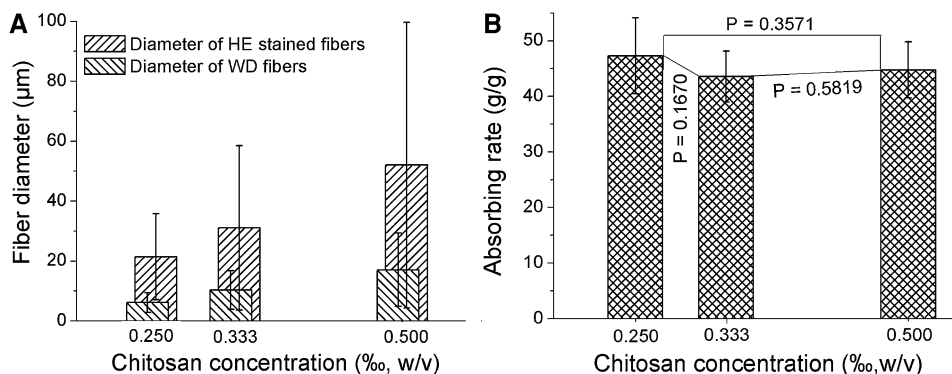 A
Fiber diameter (µm)
100
80
60
40
20
0
Diameter of HE stained fibers
Diameter of WD fibers
0.250
0.333
0.500
Chitosan concentration (‰, w/v)
B
Absorbing rate (g/g)
50
40
30
20
10
0
P = 0.3571
P = 0.1670
P = 0.5819
0.250
0.333
0.500
Chitosan concentration (‰,w/v)